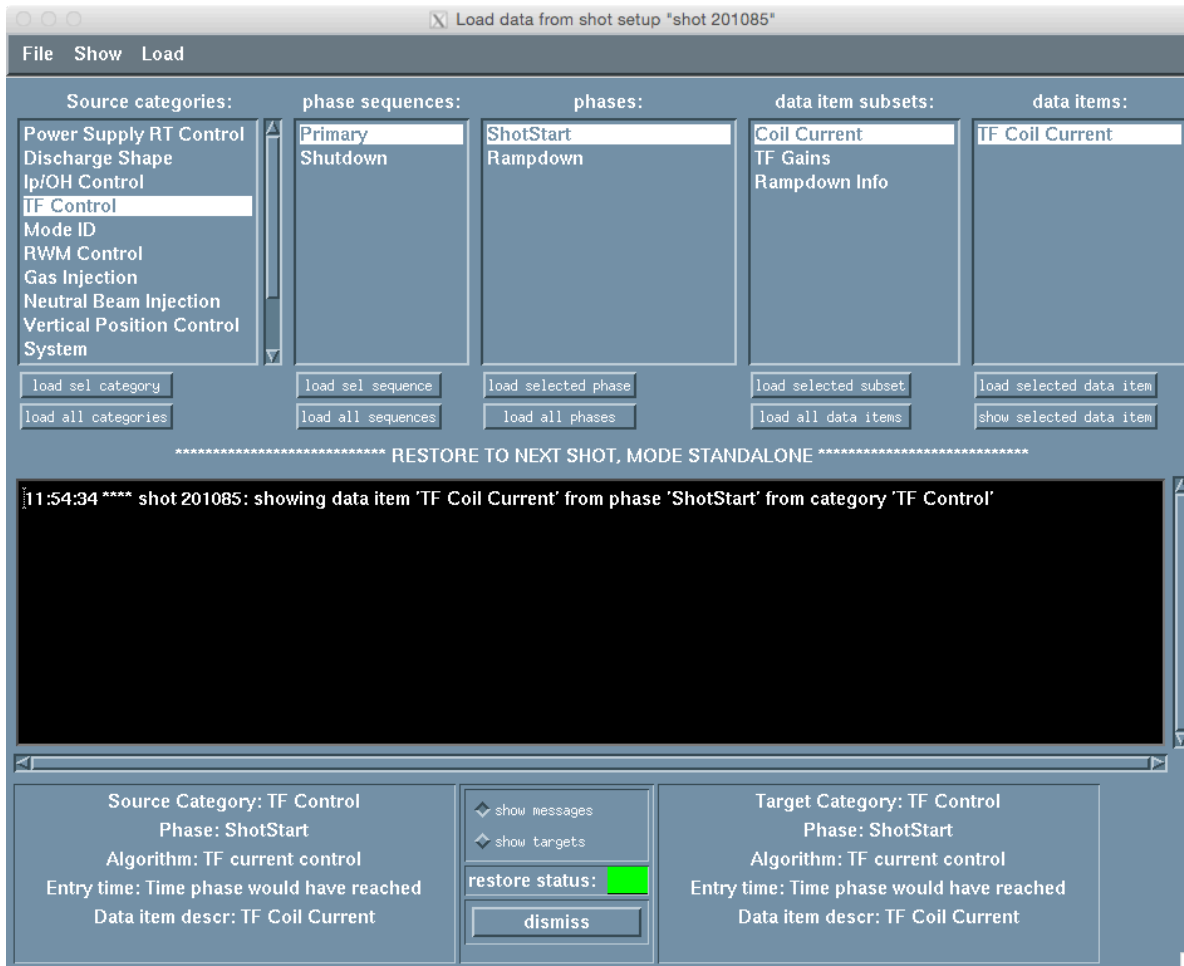 Load data from shot setup "shot 201085"
File Show Load
Source categories: phase sequences: phases: data item subsets: data items:
Power Supply RT Control
Discharge Shape
Ip/OH Control
TF Control
Mode ID
RWM Control
Gas Injection
Neutral Beam Injection
Vertical Position Control
System
Primary
Shutdown
ShotStart
Rampdown
Coil Current
TF Gains
Rampdown Info
TF Coil Current
load sel category load sel sequence load selected phase load selected subset load selected data item
load all categories load all sequences load all phases load all data items show selected data item
**************************** RESTORE TO NEXT SHOT, MODE STANDALONE ****************************
11:54:34 **** shot 201085: showing data item 'TF Coil Current' from phase 'ShotStart' from category 'TF Control'
Source Category: TF Control
Phase: ShotStart
Algorithm: TF current control
Entry time: Time phase would have reached
Data item descr: TF Coil Current
show messages
show targets
restore status:
dismiss
Target Category: TF Control
Phase: ShotStart
Algorithm: TF current control
Entry time: Time phase would have reached
Data item descr: TF Coil Current